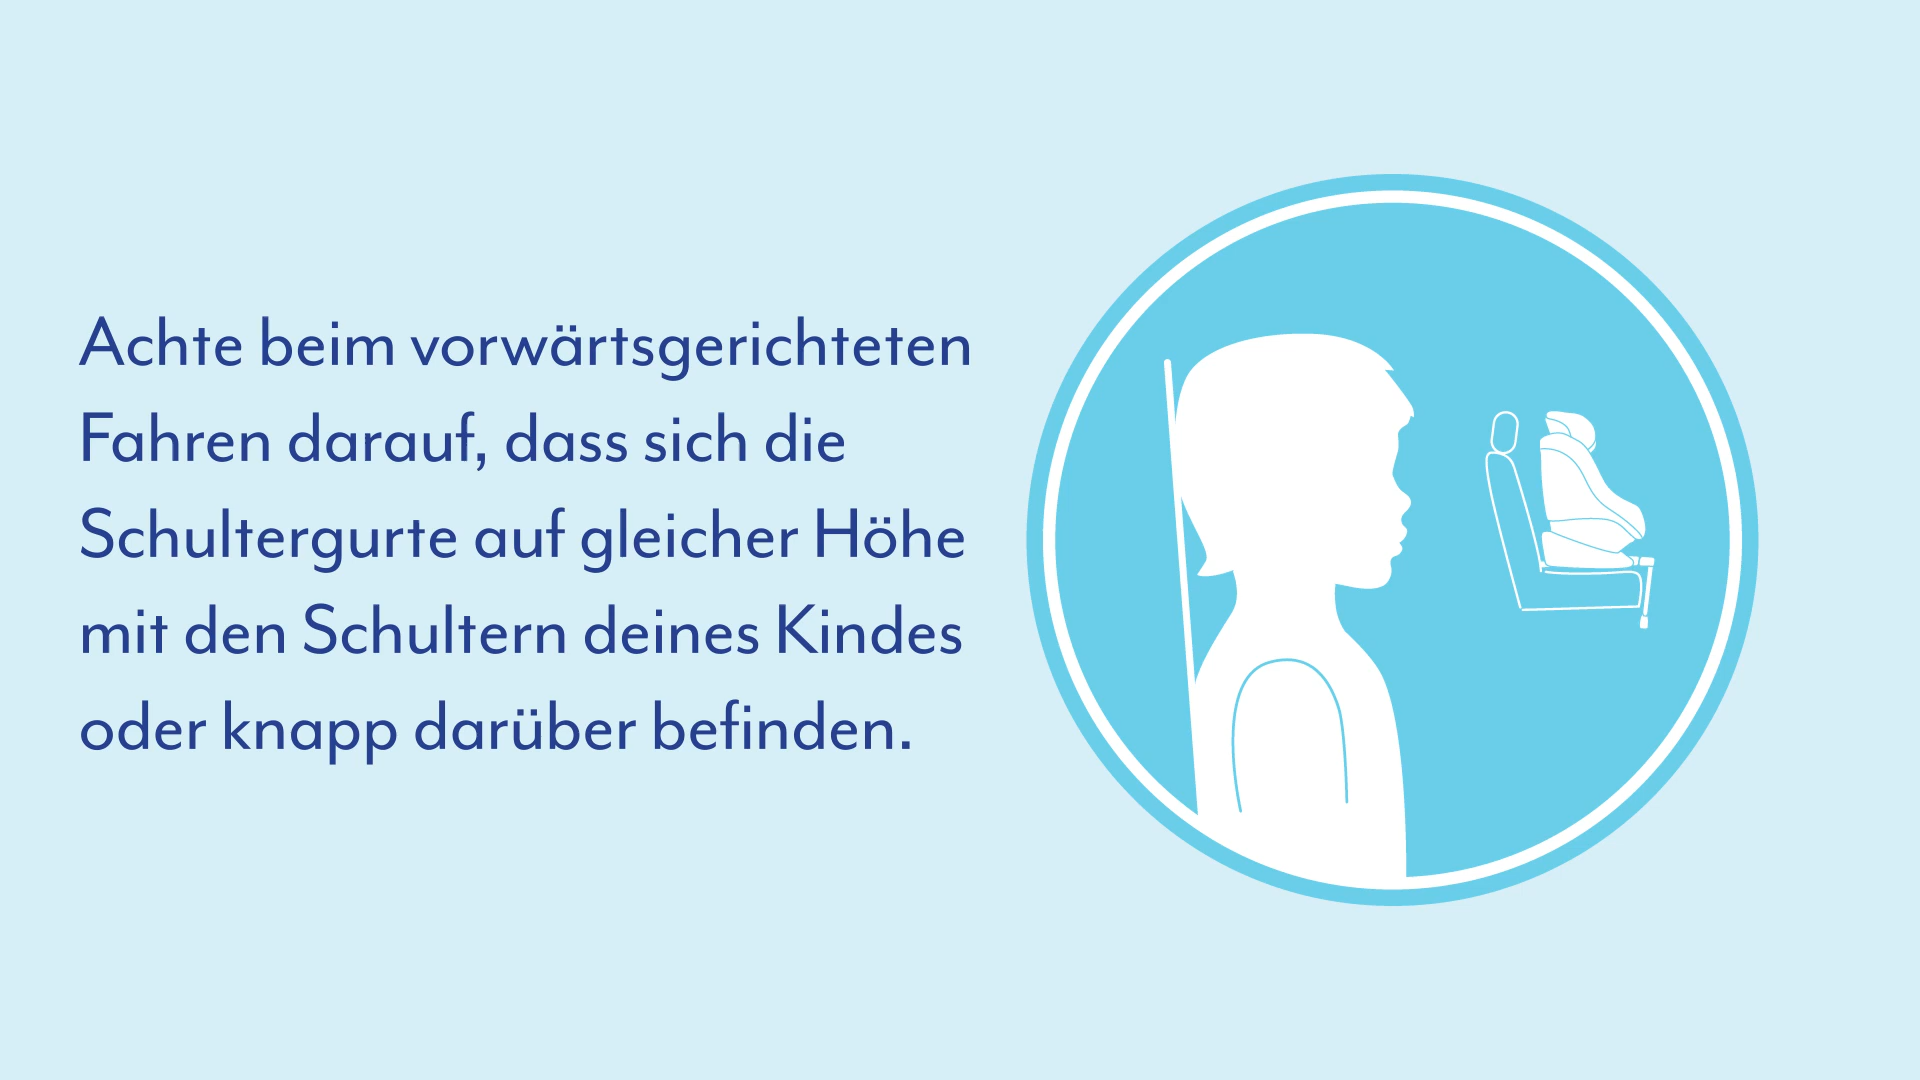 Achte beim vorwärtsgerichteten
Fahren darauf, dass sich die
Schultergurte auf gleicher Höhe
mit den Schultern deines Kindes
oder knapp darüber befinden.